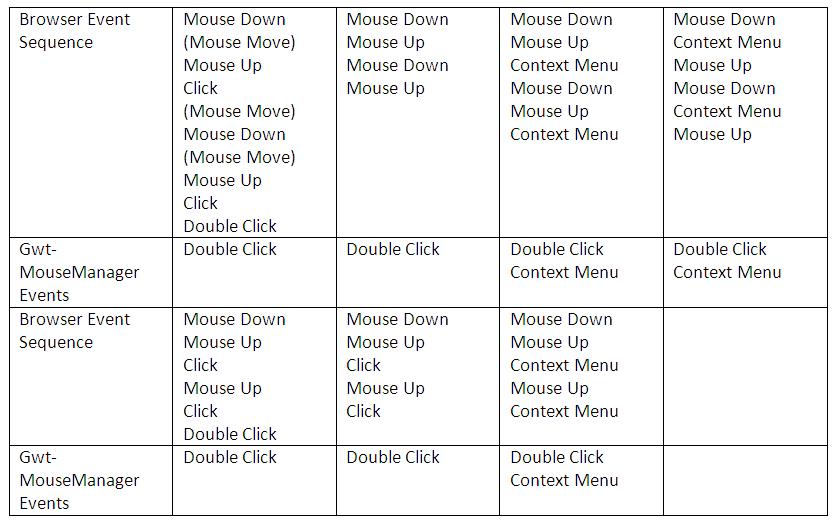 Browser Event
Sequence
Mouse Down
(Mouse Move)
Mouse Up
Click
(Mouse Move)
Mouse Down
(Mouse Move)
Mouse Up
Click
Double Click
Mouse Down
Mouse Up
Mouse Down
Mouse Up
Mouse Down
Mouse Up
Context Menu
Mouse Down
Mouse Up
Context Menu
Mouse Down
Context Menu
Mouse Up
Mouse Down
Context Menu
Mouse Up
Gwt-
MouseManager
Events
Double Click
Double Click
Double Click
Context Menu
Double Click
Context Menu
Browser Event
Sequence
Mouse Down
Mouse Up
Click
Mouse Up
Click
Double Click
Mouse Down
Mouse Up
Click
Mouse Up
Click
Mouse Down
Mouse Up
Context Menu
Mouse Up
Context Menu
Gwt-
MouseManager
Events
Double Click
Double Click
Double Click
Context Menu